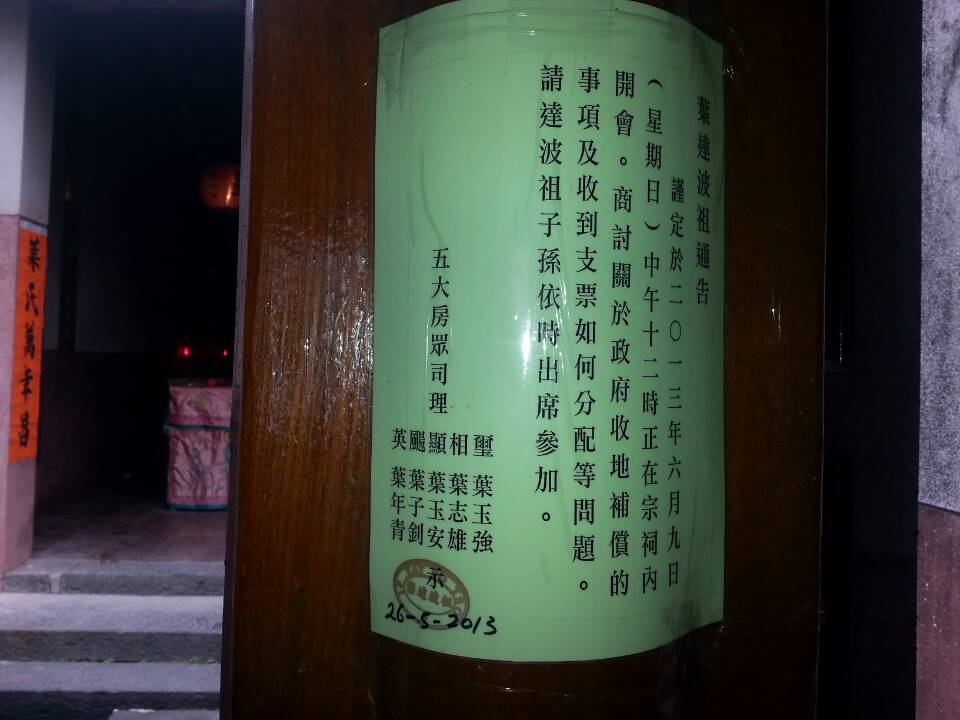 葉達波祖通告
謹定於二〇一三年六月九日
（星期日）中午十二時正在宗祠內
開會。商討關於政府收地補償的
事項及收到支票如何分配等問題。
請達波祖子孫依時出席參加。
五大房眾司理
璽 葉玉強
相 葉志雄
顯 葉玉安
颺 葉子釗
英 葉年青
示
26-5-2013
葉氏萬年昌